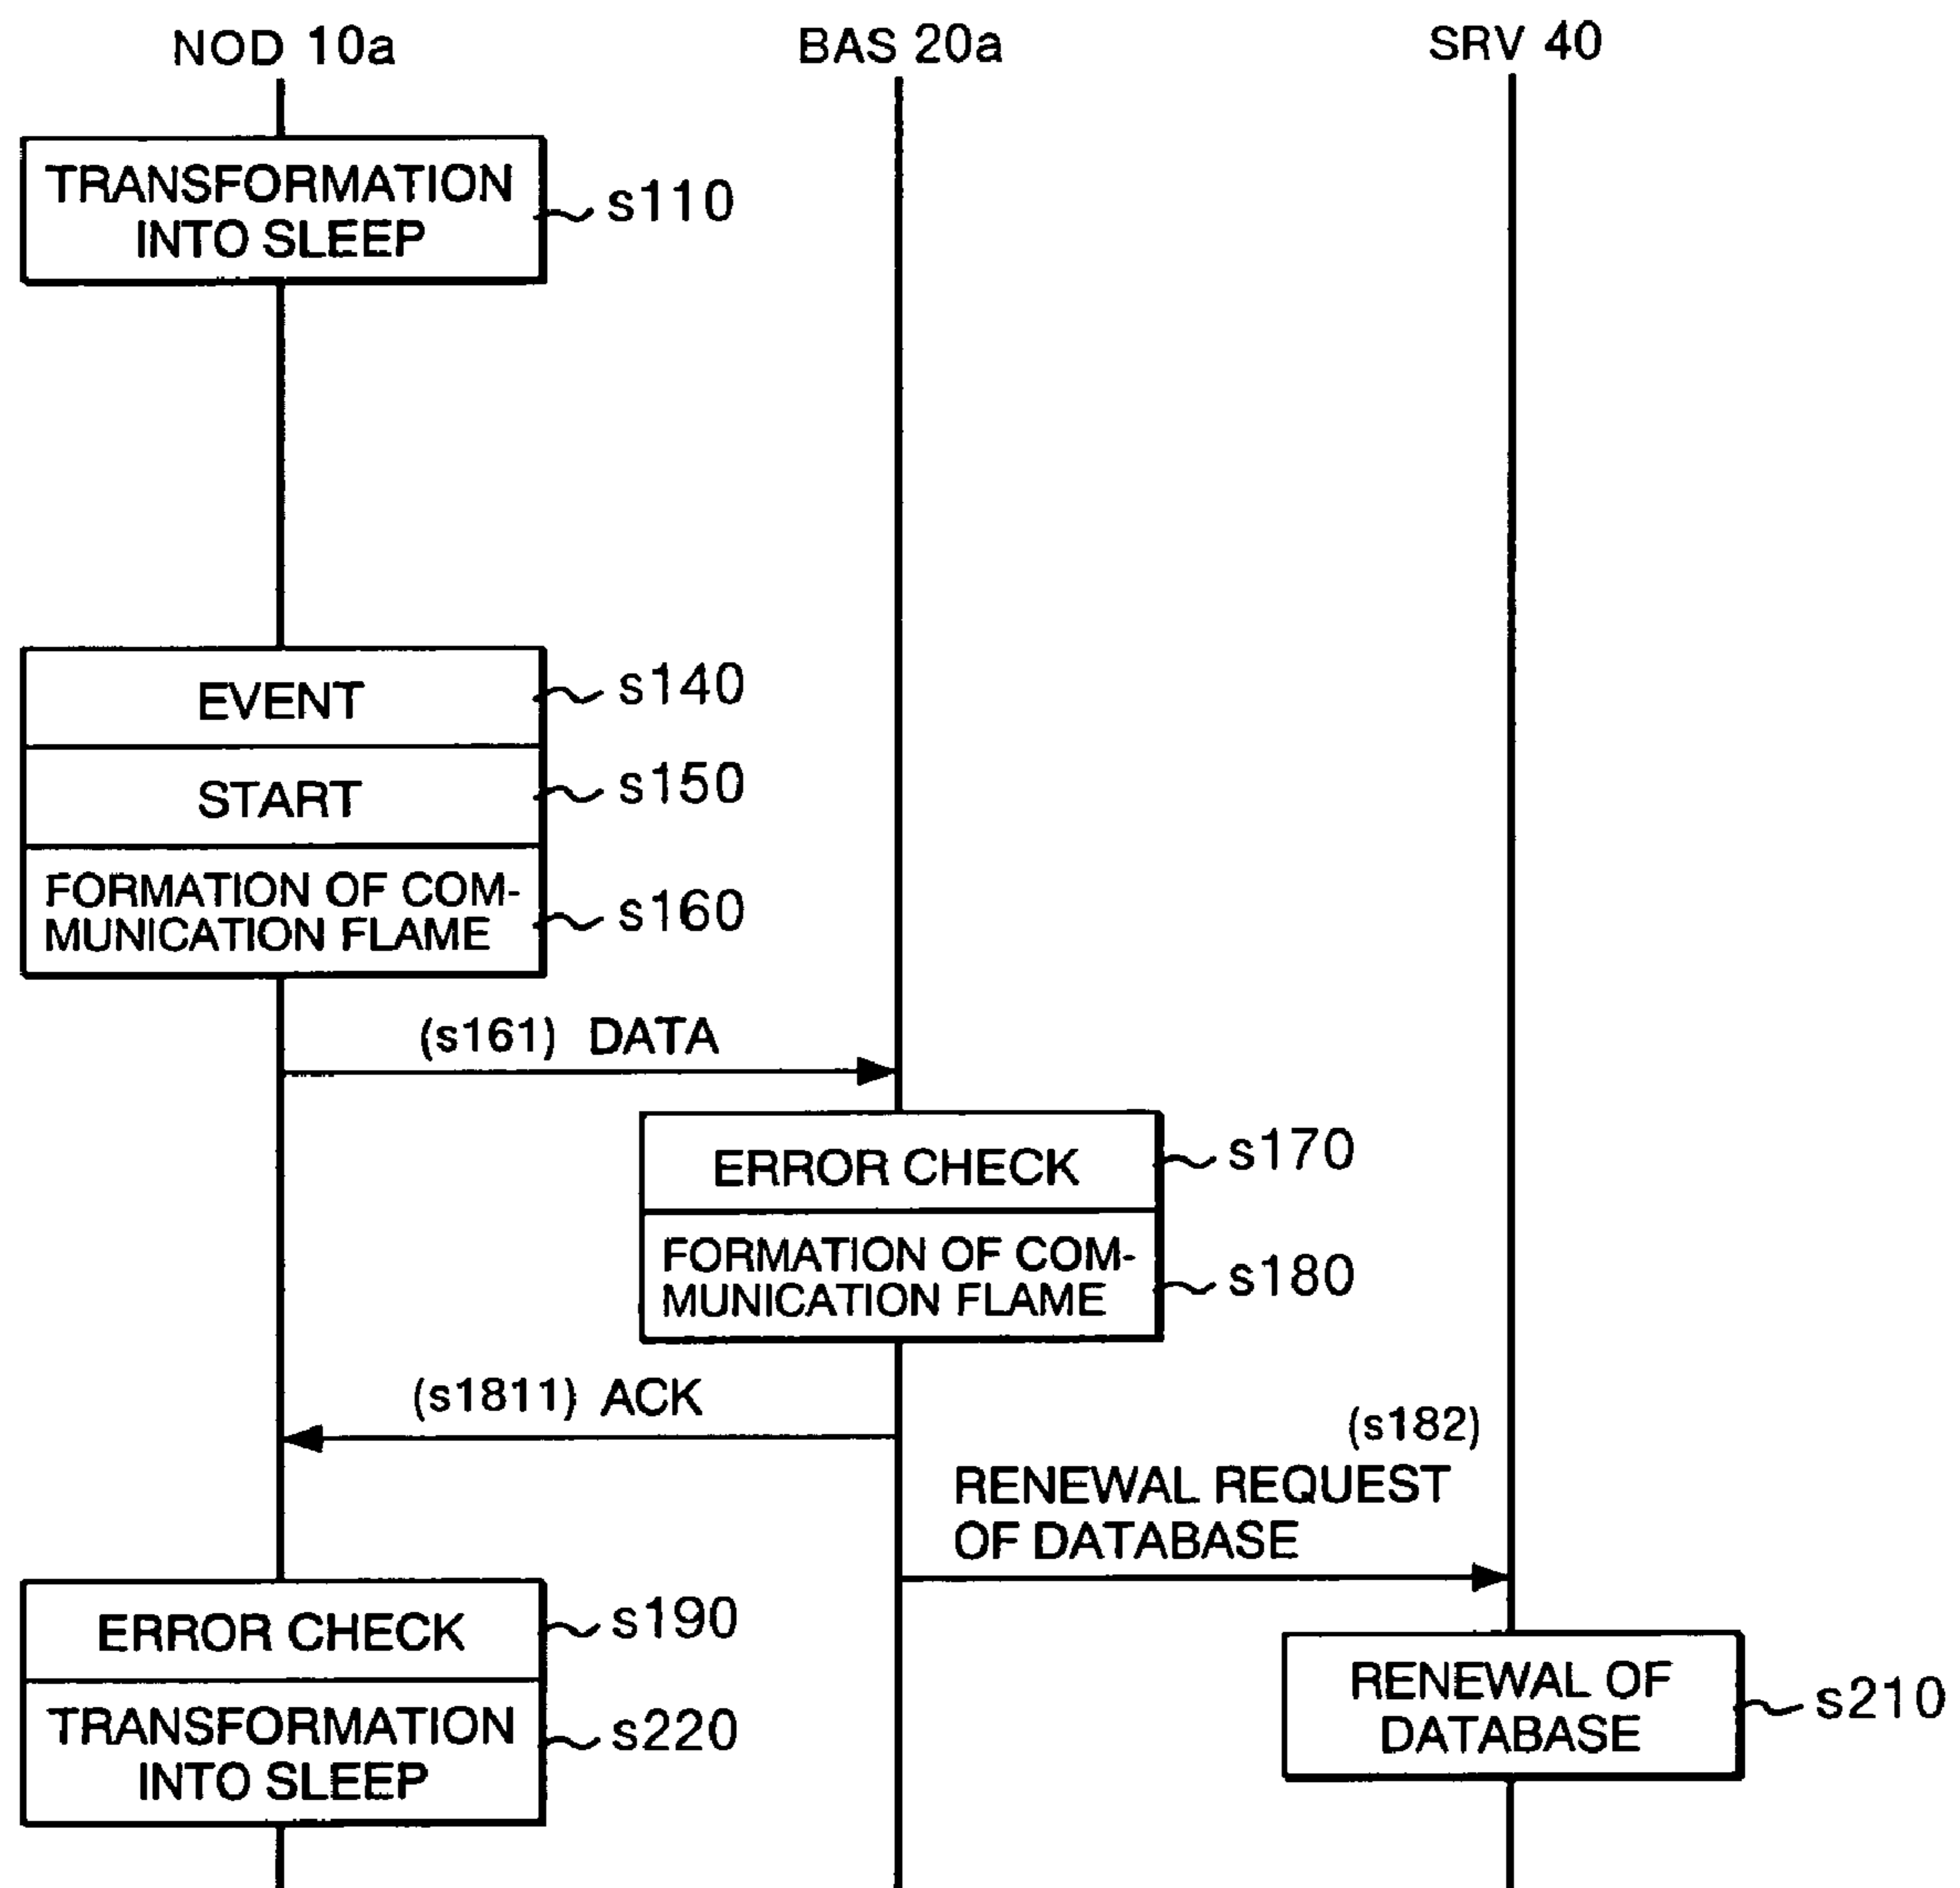 NOD 10a
BAS 20a
SRV 40
TRANSFORMATION
INTO SLEEP
s110
EVENT
s140
START
s150
FORMATION OF COM-
MUNICATION FLAME
s160
(s161) DATA
ERROR CHECK
s170
FORMATION OF COM-
MUNICATION FLAME
s180
(s1811) ACK
(s182)
RENEWAL REQUEST
OF DATABASE
ERROR CHECK
s190
TRANSFORMATION
INTO SLEEP
s220
RENEWAL OF
DATABASE
s210